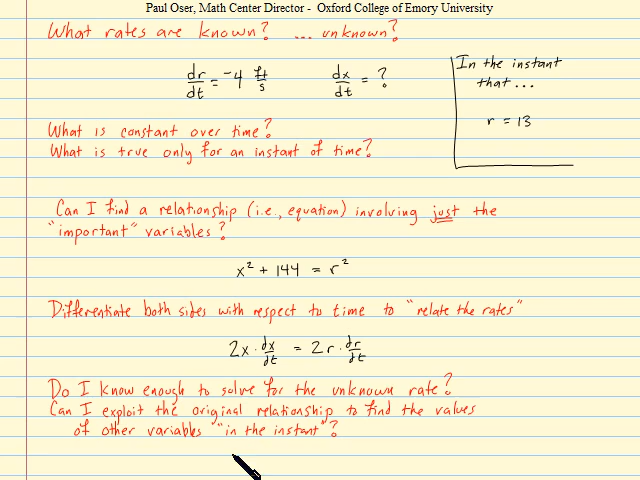 Paul Oser, Math Center Director - Oxford College of Emory University
What rates are known? ... unknown?
dr/dt = -4 ft/s dx/dt = ?
In the instant
that ...
r = 13
What is constant over time?
What is true only for an instant of time?
Can I find a relationship (i.e., equation) involving just the
"important" variables?
x² + 144 = r²
Differentiate both sides with respect to time to "relate the rates"
2x · dx/dt = 2r · dr/dt
Do I know enough to solve for the unknown rate?
Can I exploit the original relationship to find the values
of other variables "in the instant"?